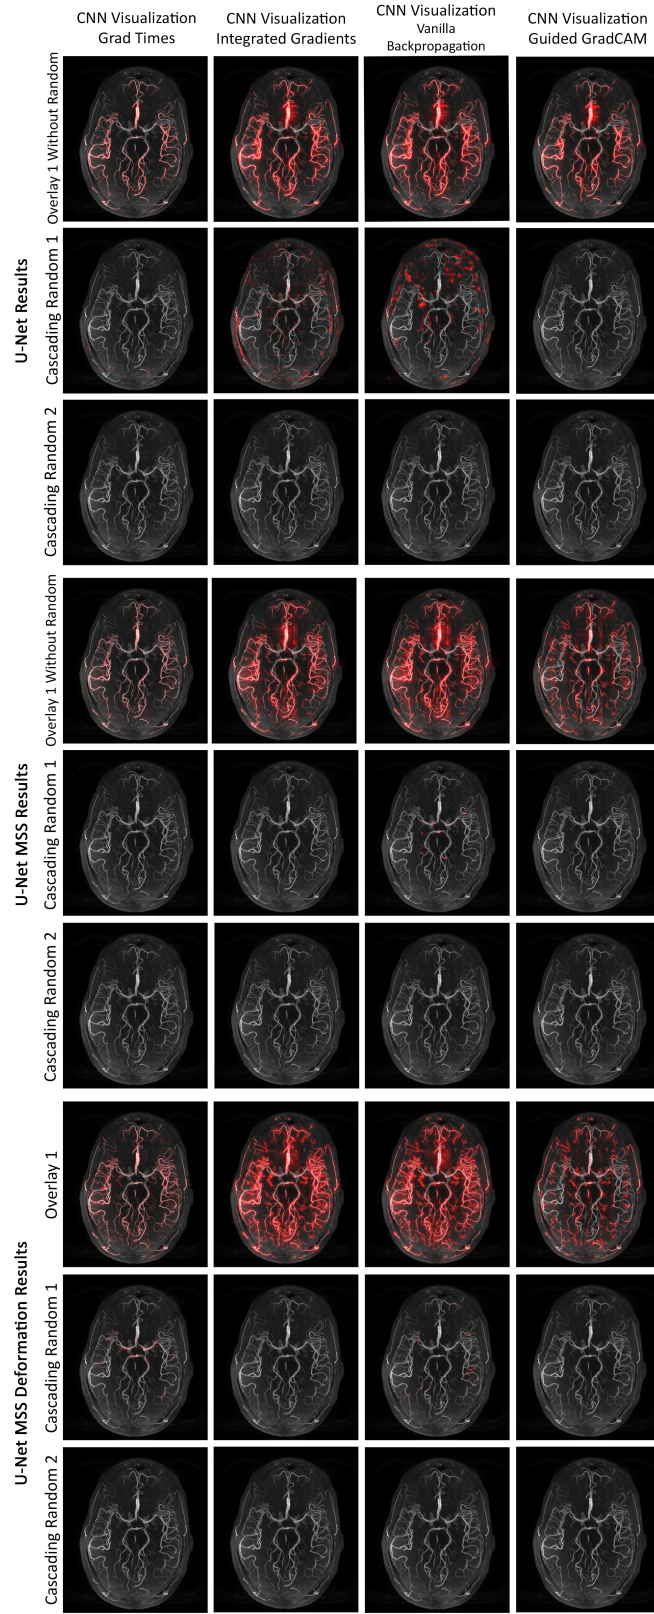 CNN Visualization
Grad Times
CNN Visualization
Integrated Gradients
CNN Visualization
Vanilla
Backpropagation
CNN Visualization
Guided GradCAM
U-Net Results
Overlay 1 Without Random
Cascading Random 1
Cascading Random 2
U-Net MSS Results
Overlay 1 Without Random
Cascading Random 1
Cascading Random 2
U-Net MSS Deformation Results
Overlay 1
Cascading Random 1
Cascading Random 2